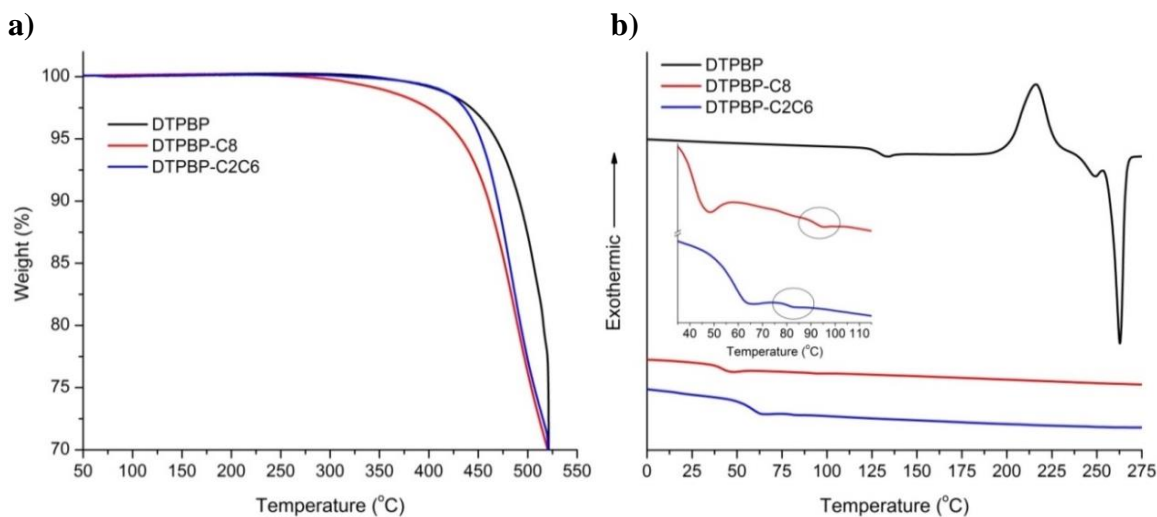 a)
100
95
90
85
80
75
70
Weight (%)
DTPBP
DTPBP-C8
DTPBP-C2C6
50 100 150 200 250 300 350 400 450 500 550
Temperature (°C)
b)
Exothermic
DTPBP
DTPBP-C8
DTPBP-C2C6
40 50 60 70 80 90 100 110
Temperature (°C)
0 25 50 75 100 125 150 175 200 225 250 275
Temperature (°C)